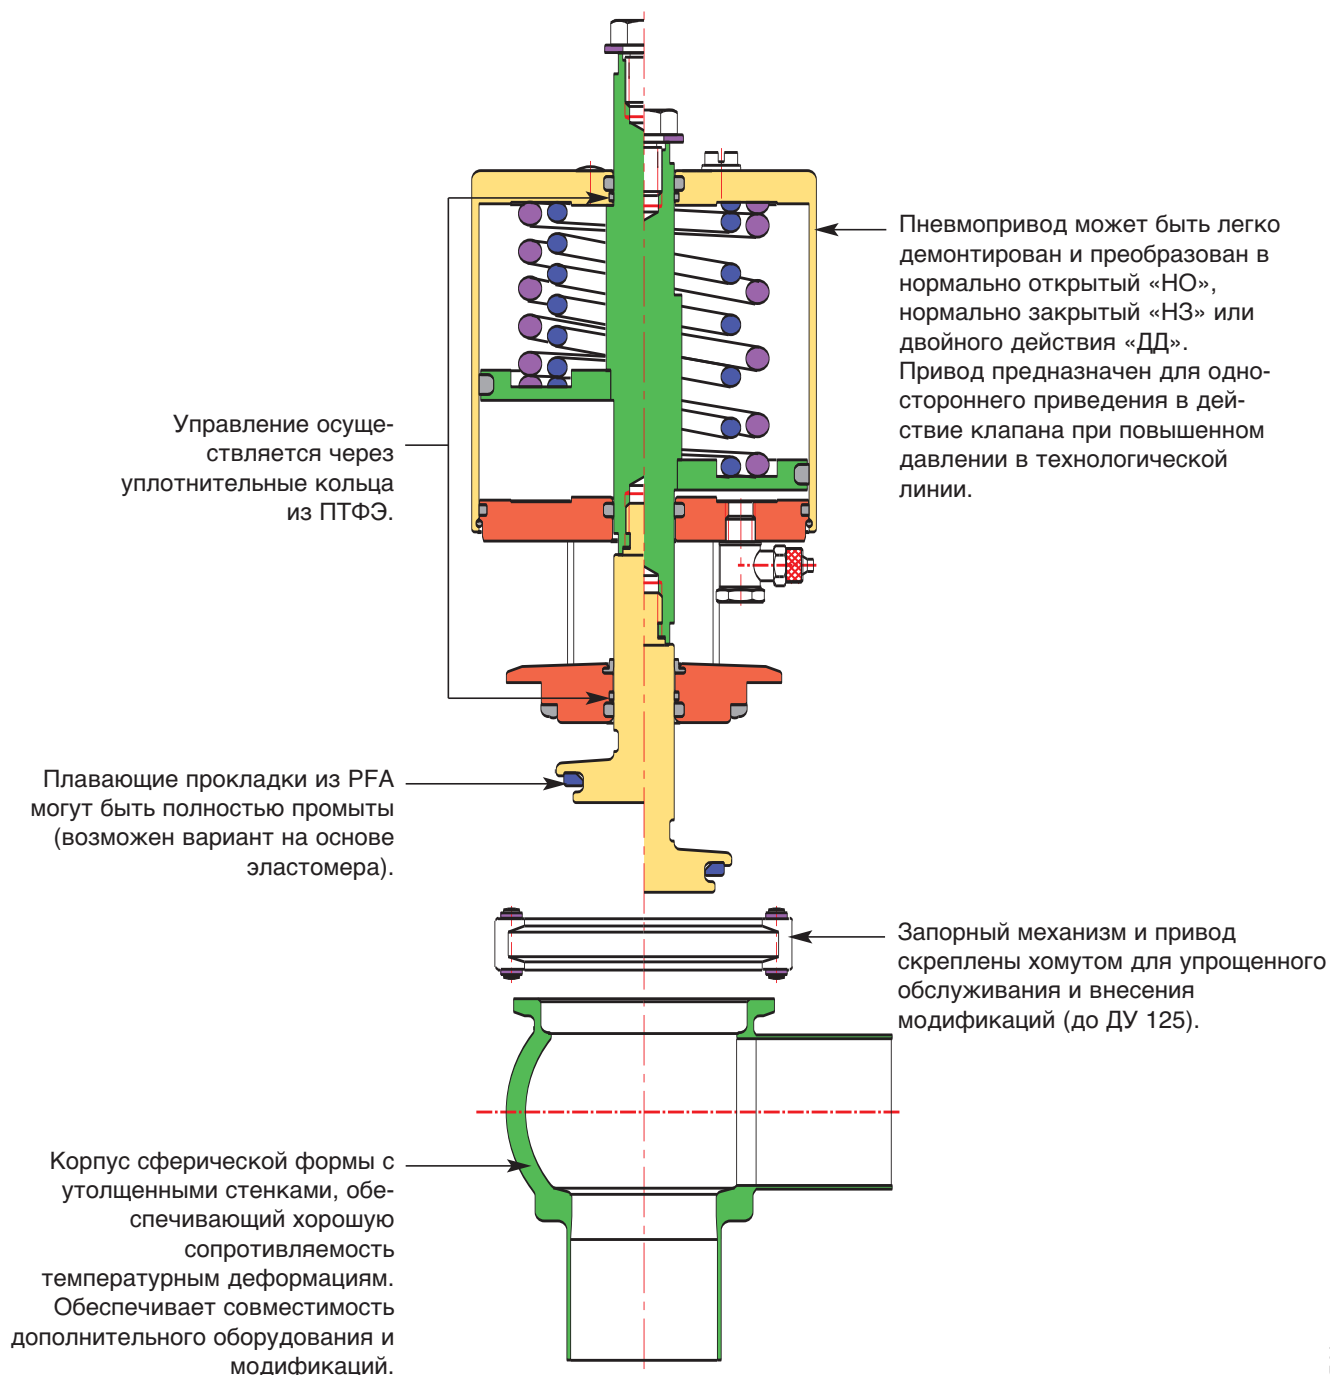 Пневмопривод может быть легко
демонтирован и преобразован в
нормально открытый «НО»,
нормально закрытый «НЗ» или
двойного действия «ДД».
Привод предназначен для одно-
стороннего приведения в дей-
ствие клапана при повышенном
давлении в технологической
линии.
Управление осуще-
ствляется через
уплотнительные кольца
из ПТФЭ.
Плавающие прокладки из PFA
могут быть полностью промыты
(возможен вариант на основе
эластомера).
Запорный механизм и привод
скреплены хомутом для упрощенного
обслуживания и внесения
модификаций (до ДУ 125).
Корпус сферической формы с
утолщенными стенками, обе-
спечивающий хорошую
сопротивляемость
температурным деформациям.
Обеспечивает совместимость
дополнительного оборудования и
модификаций.